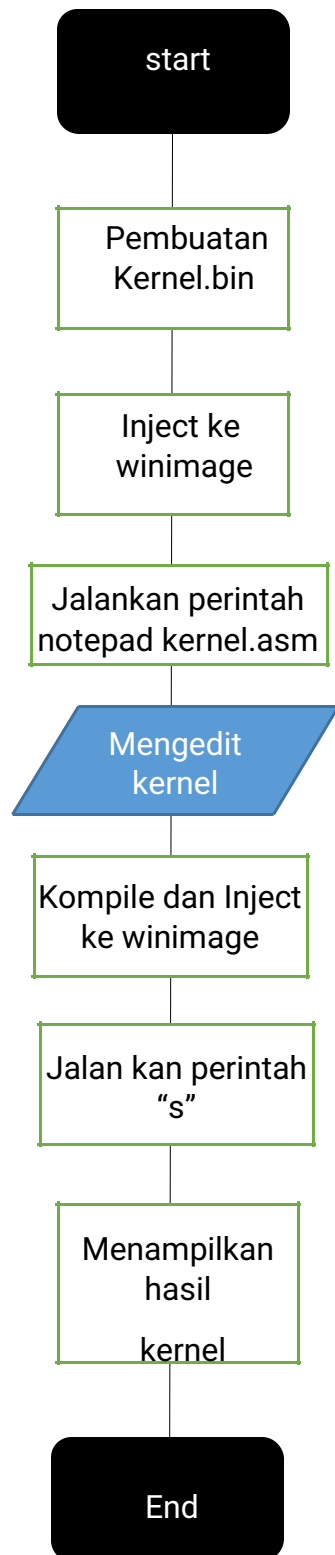 start
Pembuatan
Kernel.bin
Inject ke
winimage
Jalankan perintah
notepad kernel.asm
Mengedit
kernel
Kompile dan Inject
ke winimage
Jalan kan perintah
“s”
Menampilkan
hasil
kernel
End